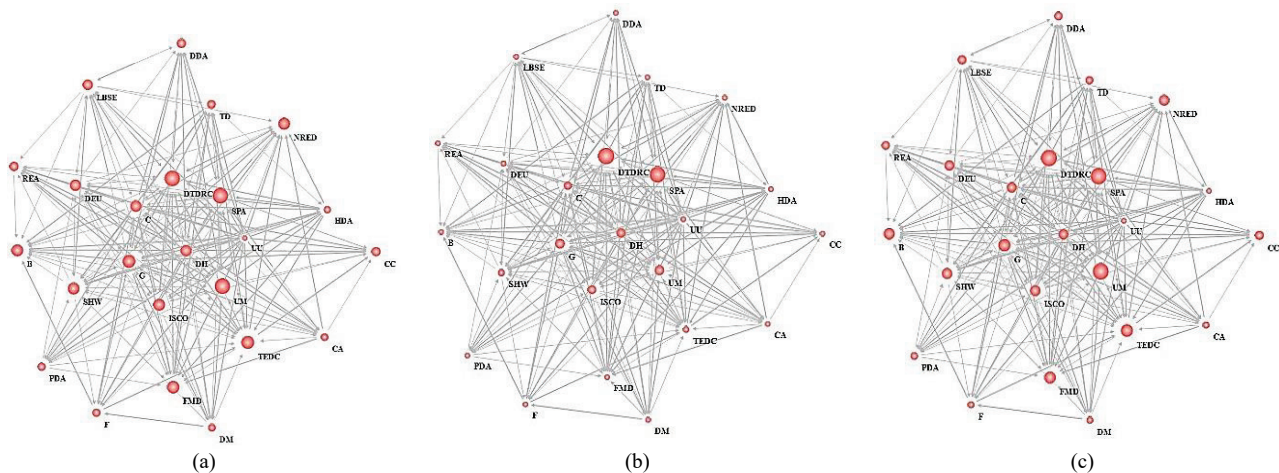 DDA
LBSE
TD
NRED
REA
DEU
DTDRC
SPA
C
HDA
UU
B
G
DH
CC
SHW
UM
ISCO
CA
TEDC
PDA
FMD
F
DM
(a)
DDA
LBSE
TD
NRED
REA
DEU
DTDRC
SPA
C
HDA
UU
B
DH
CC
G
SHW
UM
ISCO
CA
TEDC
PDA
FMD
F
DM
(b)
DDA
LBSE
TD
NRED
REA
DEU
DTDRC
SPA
C
HDA
UU
B
DH
CC
G
SHW
UM
ISCO
CA
TEDC
PDA
FMD
F
DM
(c)